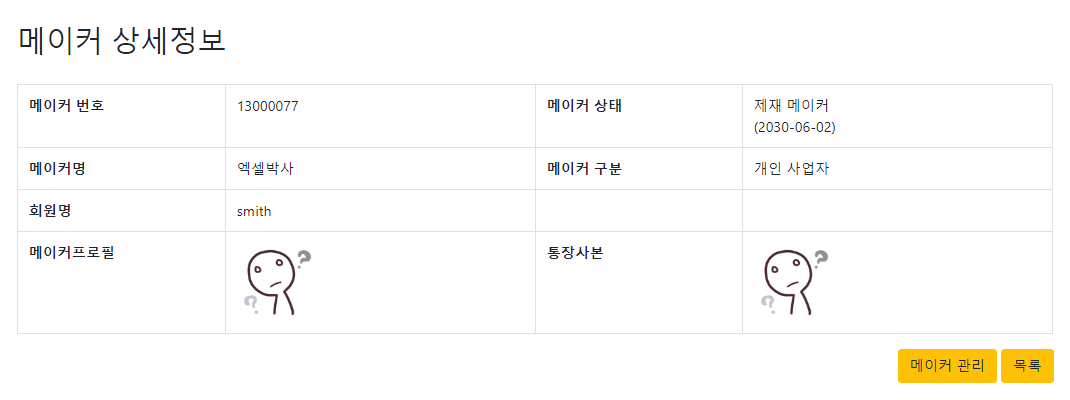 메이커 상세정보
메이커 번호 13000077 메이커 상태 제재 메이커
(2030-06-02)
메이커명 엑셀박사 메이커 구분 개인 사업자
회원명 smith
메이커프로필 통장사본
? ?
? ?
메이커 관리 목록